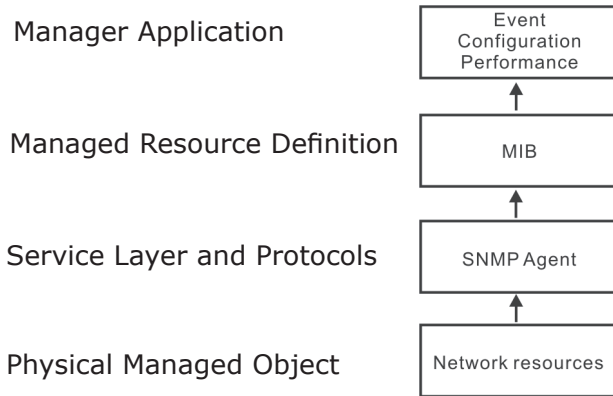 Manager Application
Event
Configuration
Performance
Managed Resource Definition
MIB
Service Layer and Protocols
SNMP Agent
Physical Managed Object
Network resources